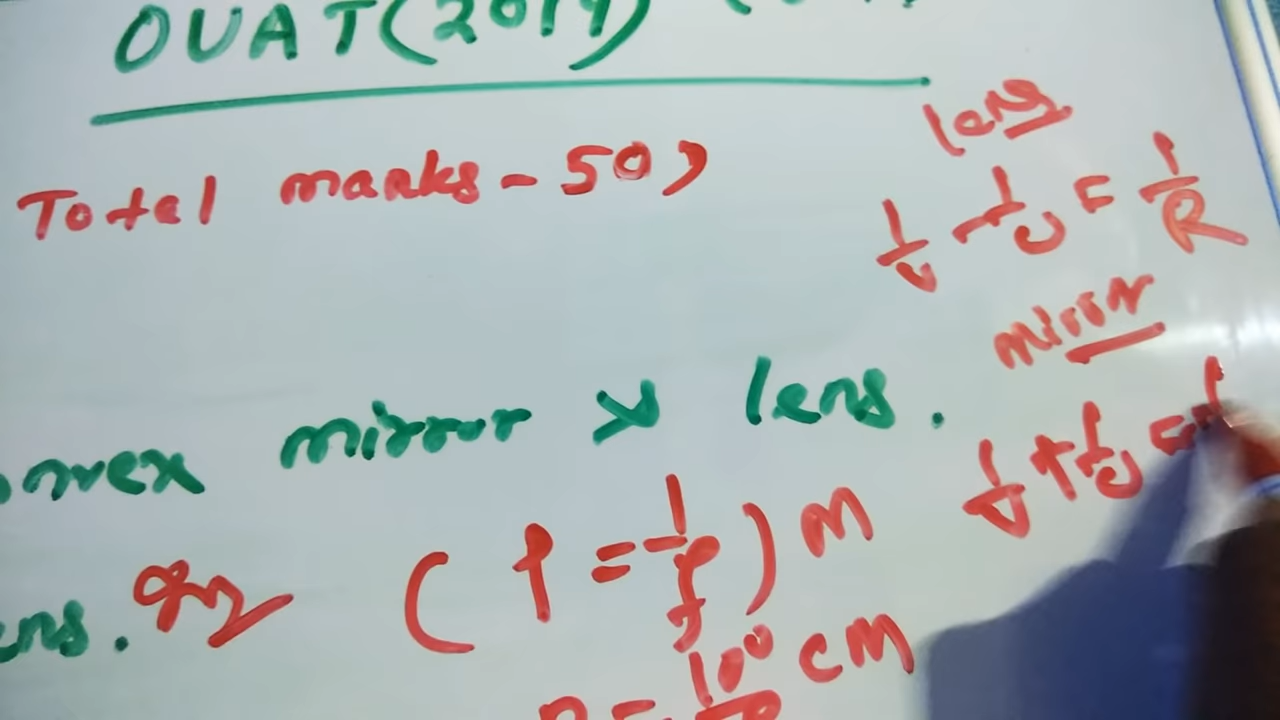 OUAT(2019)
Total marks - 50)
lens
1/v - 1/u = 1/R
mirror
onvex mirror & lens.
1/v + 1/u =
ens. (P = 1/f) m
100 cm